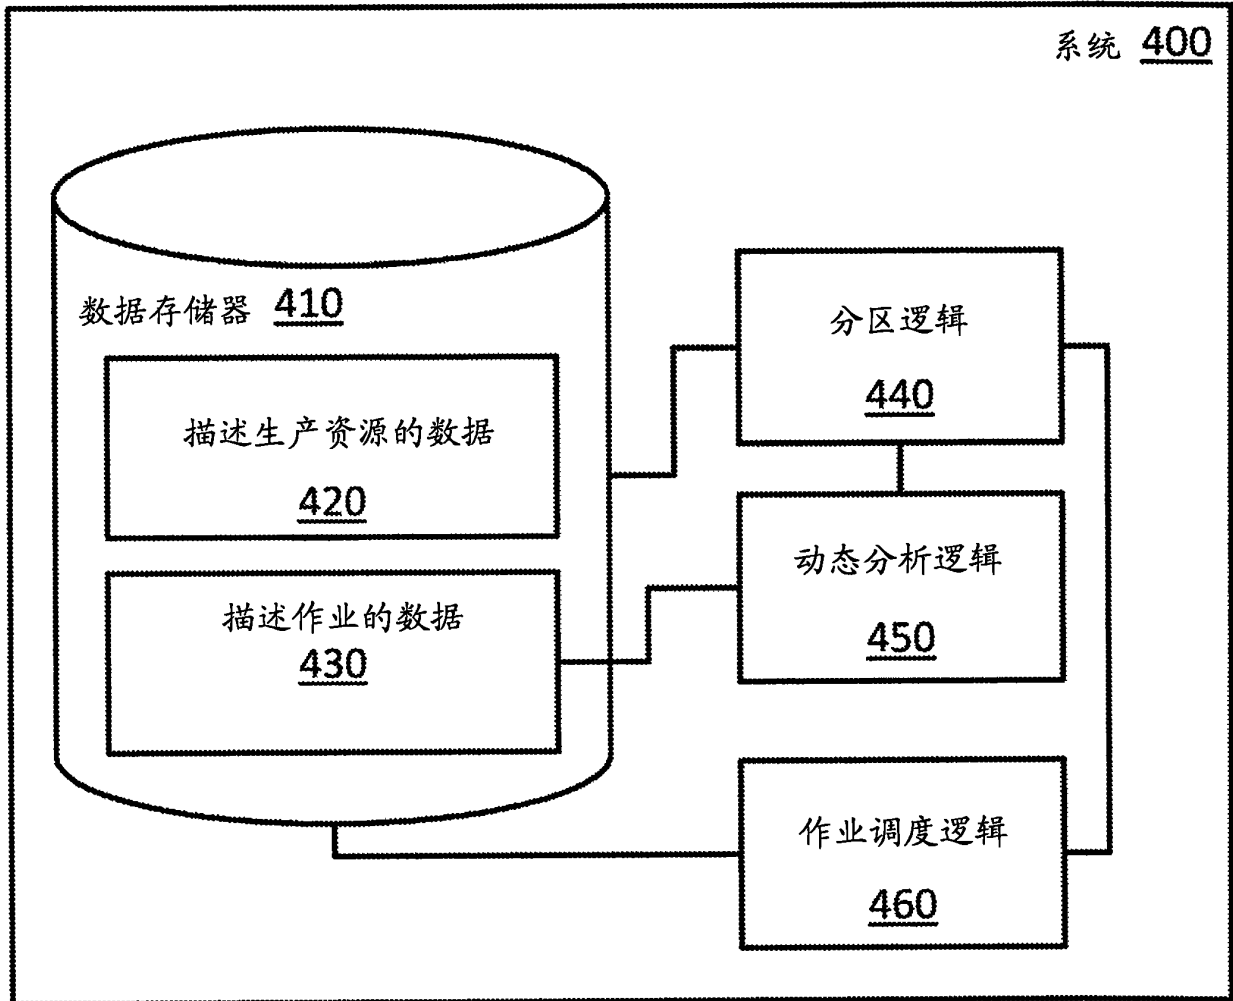 系统 400
数据存储器 410
描述生产资源的数据
420
描述作业的数据
430
分区逻辑
440
动态分析逻辑
450
作业调度逻辑
460